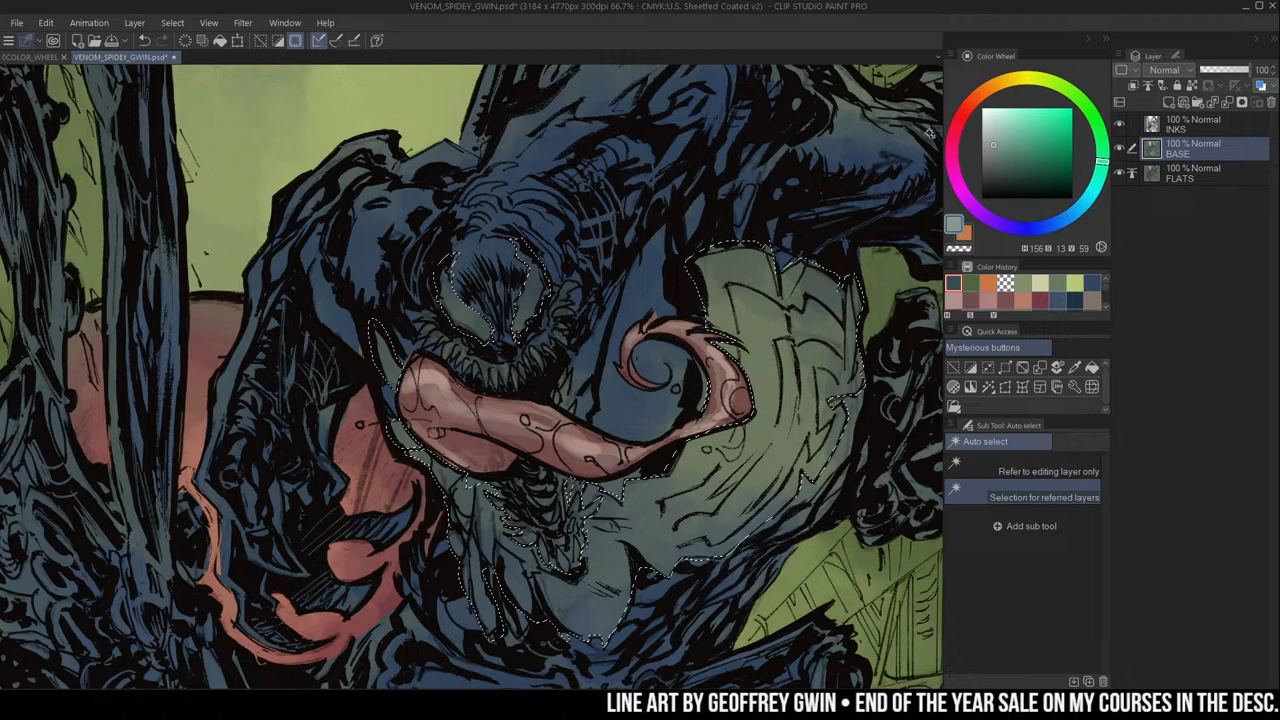 VENOM_SPIDEY_GWIN.psd* (3184 x 4770px 300dpi 66.7% : CMYK:U.S. Sheetfed Coated v2) - CLIP STUDIO PAINT PRO
File Edit Animation Layer Select View Filter Window Help
0COLOR_WHEEL VENOM_SPIDEY_GWIN.psd*
Color Wheel
Layer
Normal 100
100 % Normal
INKS
100 % Normal
BASE
100 % Normal
FLATS
H 156 S 13 V 59
Color History
H S V
Quick Access
Mysterious buttons
Sub Tool: Auto select
Auto select
Refer to editing layer only
Selection for referred layers
Add sub tool
LINE ART BY GEOFFREY GWIN • END OF THE YEAR SALE ON MY COURSES IN THE DESC.